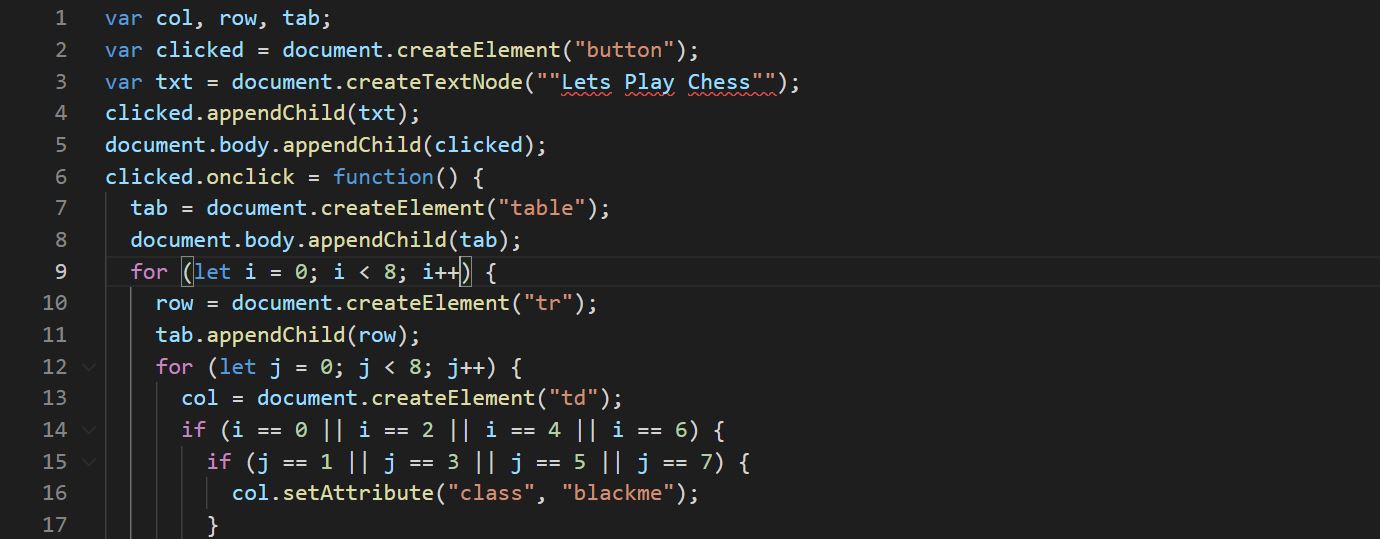 1 var col, row, tab;
2 var clicked = document.createElement("button");
3 var txt = document.createTextNode(""Lets Play Chess"");
4 clicked.appendChild(txt);
5 document.body.appendChild(clicked);
6 clicked.onclick = function() {
7 tab = document.createElement("table");
8 document.body.appendChild(tab);
9 for (let i = 0; i < 8; i++) {
10 row = document.createElement("tr");
11 tab.appendChild(row);
12 for (let j = 0; j < 8; j++) {
13 col = document.createElement("td");
14 if (i == 0 || i == 2 || i == 4 || i == 6) {
15 if (j == 1 || j == 3 || j == 5 || j == 7) {
16 col.setAttribute("class", "blackme");
17 }